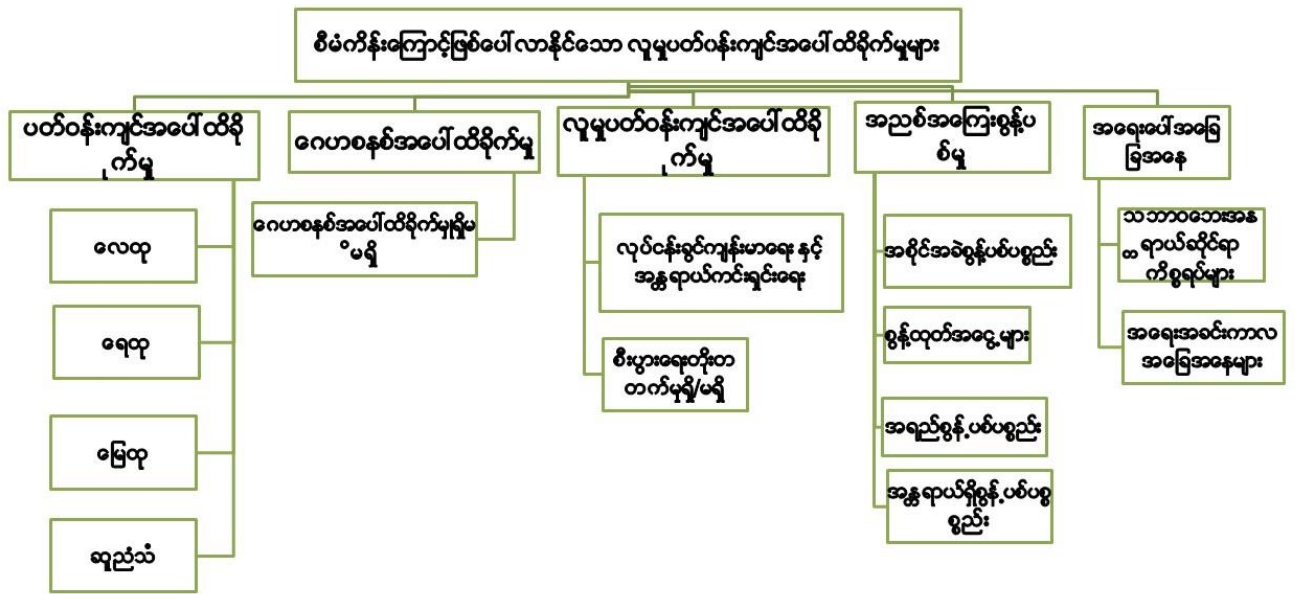 စီမံကိန်းကြောင့်ဖြစ်ပေါ်လာနိုင်သော လူမှုပတ်ဝန်းကျင်အပေါ်ထိခိုက်မှုများ
ပတ်ဝန်းကျင်အပေါ်ထိခို
က်မှု
လေထု
ရေထု
မြေထု
ဆူညံသံ
ဂေဟစနစ်အပေါ်ထိခိုက်မှု
ဂေဟစနစ်အပေါ်ထိခိုက်မှုရှိမ
မရှိ
လူမှုပတ်ဝန်းကျင်အပေါ်ထိခို
က်မှု
လုပ်ငန်းခွင်ကျန်းမာရေး နှင့်
အန္တရာယ်ကင်းရှင်းရေး
စီးပွားရေးတိုးတ
တက်မှုရှိ/မရှိ
အညစ်အကြေးစွန့်ပ
စ်မှု
အစိုင်အခဲစွန့်ပစ်ပစ္စည်း
စွန့်ထုတ်အငွေ့များ
အရည်စွန့်ပစ်ပစ္စည်း
အန္တရာယ်ရှိစွန့်ပစ်ပစ္စ
စ္စည်း
အရေးပေါ်အခြေ
ခြအနေ
သဘာဝဘေးအန
န္တရာယ်ဆိုင်ရာ
ကိစ္စရပ်များ
အရေးအခင်းကာလ
အခြေအနေများ